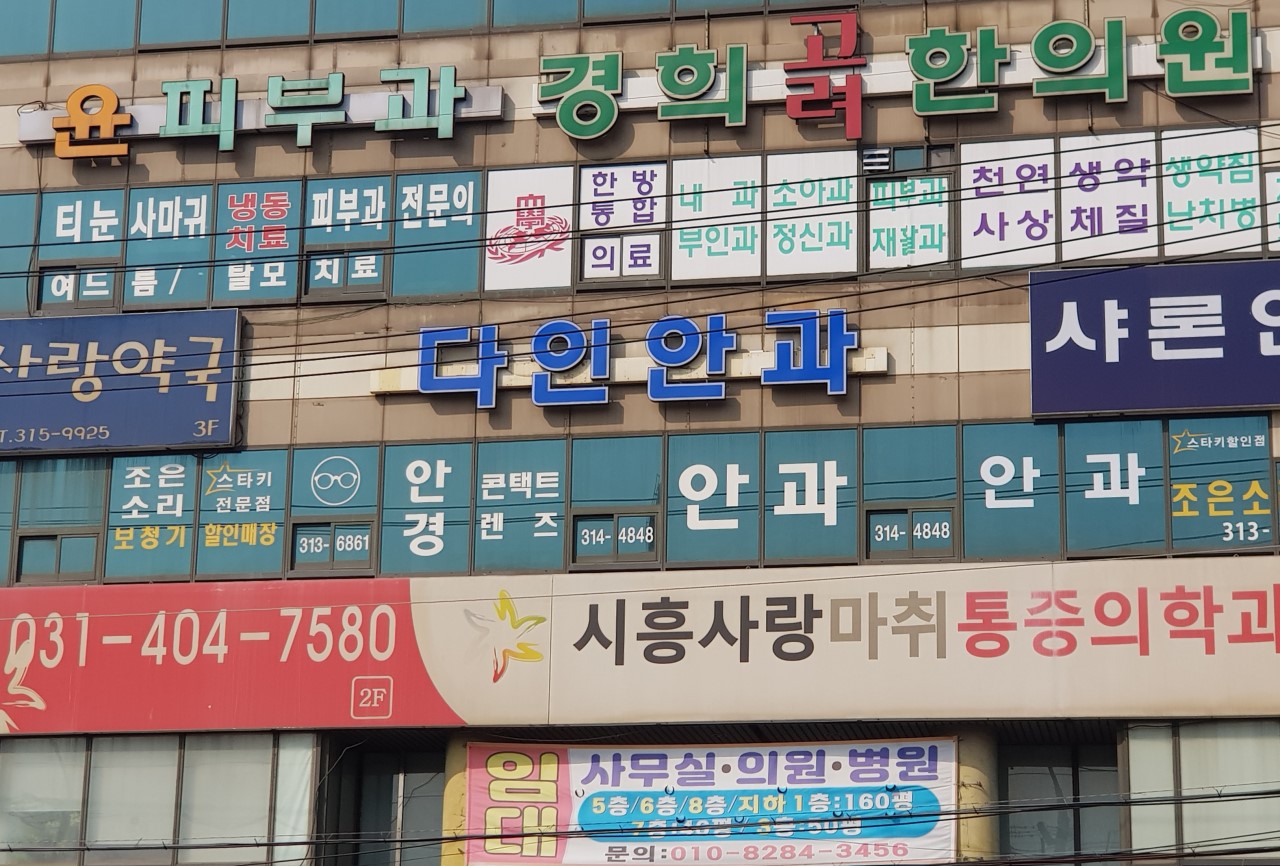 윤피부과
경희고려한의원
티눈 사마귀 냉동치료 피부과 전문의
여드름/탈모 치료
한방통합의료
내과 소아과 피부과
부인과 정신과 재활과
천연 생약 생약짐
사상 체질 난치병
사랑약국
T.315-9925 3F
다인안과
샤론안
조은소리 보청기
스타키 전문점 할인매장
313-6861
안경
콘택트렌즈
314-4848
안과
314-4848
안과
스타키할인점
조은소
313-
031-404-7580
2F
시흥사랑마취통증의학과
임대
사무실·의원·병원
5층/6층/8층/지하 1층:160평
문의:010-8284-3456